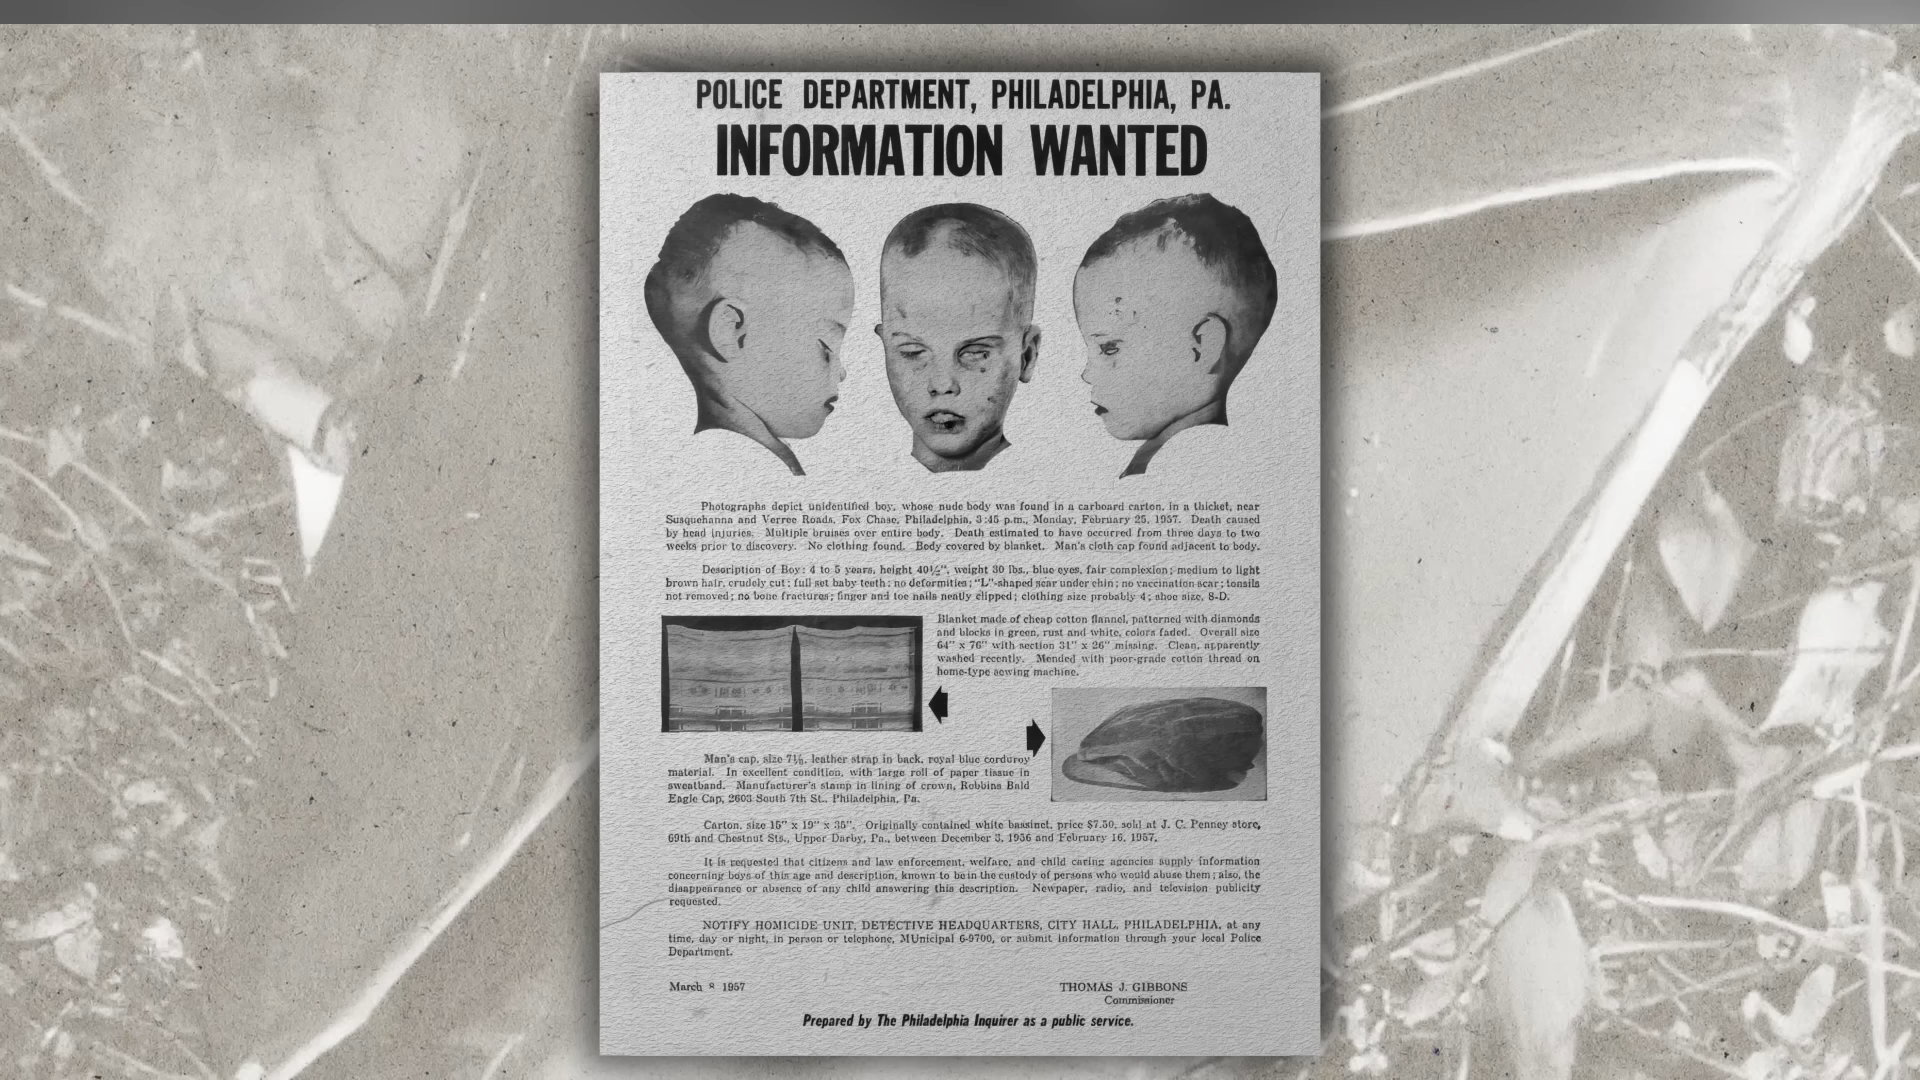 POLICE DEPARTMENT, PHILADELPHIA, PA.
INFORMATION WANTED
Photographs depict unidentified boy, whose nude body was found in a carboard carton, in a thicket, near
Susquehanna and Verree Roads, Fox Chase, Philadelphia, 3:45 p.m., Monday, February 25, 1957. Death caused
by head injuries. Multiple bruises over entire body. Death estimated to have occurred from three days to two
weeks prior to discovery. No clothing found. Body covered by blanket. Man's cloth cap found adjacent to body.
Description of Boy: 4 to 5 years, height 40½", weight 30 lbs., blue eyes, fair complexion; medium to light
brown hair, crudely cut; full set baby teeth; no deformities; "L"-shaped scar under chin; no vaccination scar; tonsils
not removed; no bone fractures; finger and toe nails neatly clipped; clothing size probably 4; shoe size, 8-D.
Blanket made of cheap cotton flannel, patterned with diamonds
and blocks in green, rust and white, colors faded. Overall size
64" x 76" with section 31" x 26" missing. Clean, apparently
washed recently. Mended with poor-grade cotton thread on
home-type sewing machine.
Man's cap, size 7⅛, leather strap in back, royal blue corduroy
material. In excellent condition, with large roll of paper tissue in
sweatband. Manufacturer's stamp in lining of crown, Robbins Bald
Eagle Cap, 2603 South 7th St., Philadelphia, Pa.
Carton, size 15" x 19" x 35". Originally contained white bassinet, price $7.50, sold at J. C. Penney store,
69th and Chestnut Sts., Upper Darby, Pa., between December 3, 1956 and February 16, 1957.
It is requested that citizens and law enforcement, welfare, and child caring agencies supply information
concerning boys of this age and description, known to be in the custody of persons who would abuse them; also, the
disappearance or absence of any child answering this description. Newpaper, radio, and television publicity
requested.
NOTIFY HOMICIDE UNIT, DETECTIVE HEADQUARTERS, CITY HALL, PHILADELPHIA, at any
time, day or night, in person or telephone, MUnicipal 6-9700, or submit information through your local Police
Department.
March 8 1957
THOMAS J. GIBBONS
Commissioner
Prepared by The Philadelphia Inquirer as a public service.